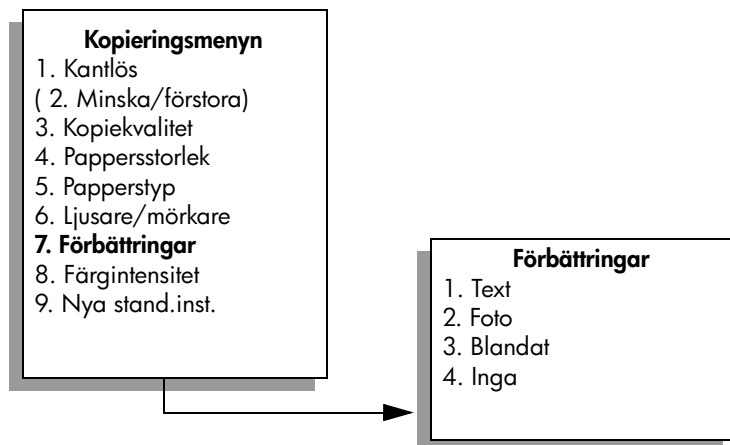 Kopieringsmenyn
1. Kantlös
( 2. Minska/förstora)
3. Kopiekvalitet
4. Pappersstorlek
5. Papperstyp
6. Ljusare/mörkare
7. Förbättringar
8. Färgintensitet
9. Nya stand.inst.
Förbättringar
1. Text
2. Foto
3. Blandat
4. Inga